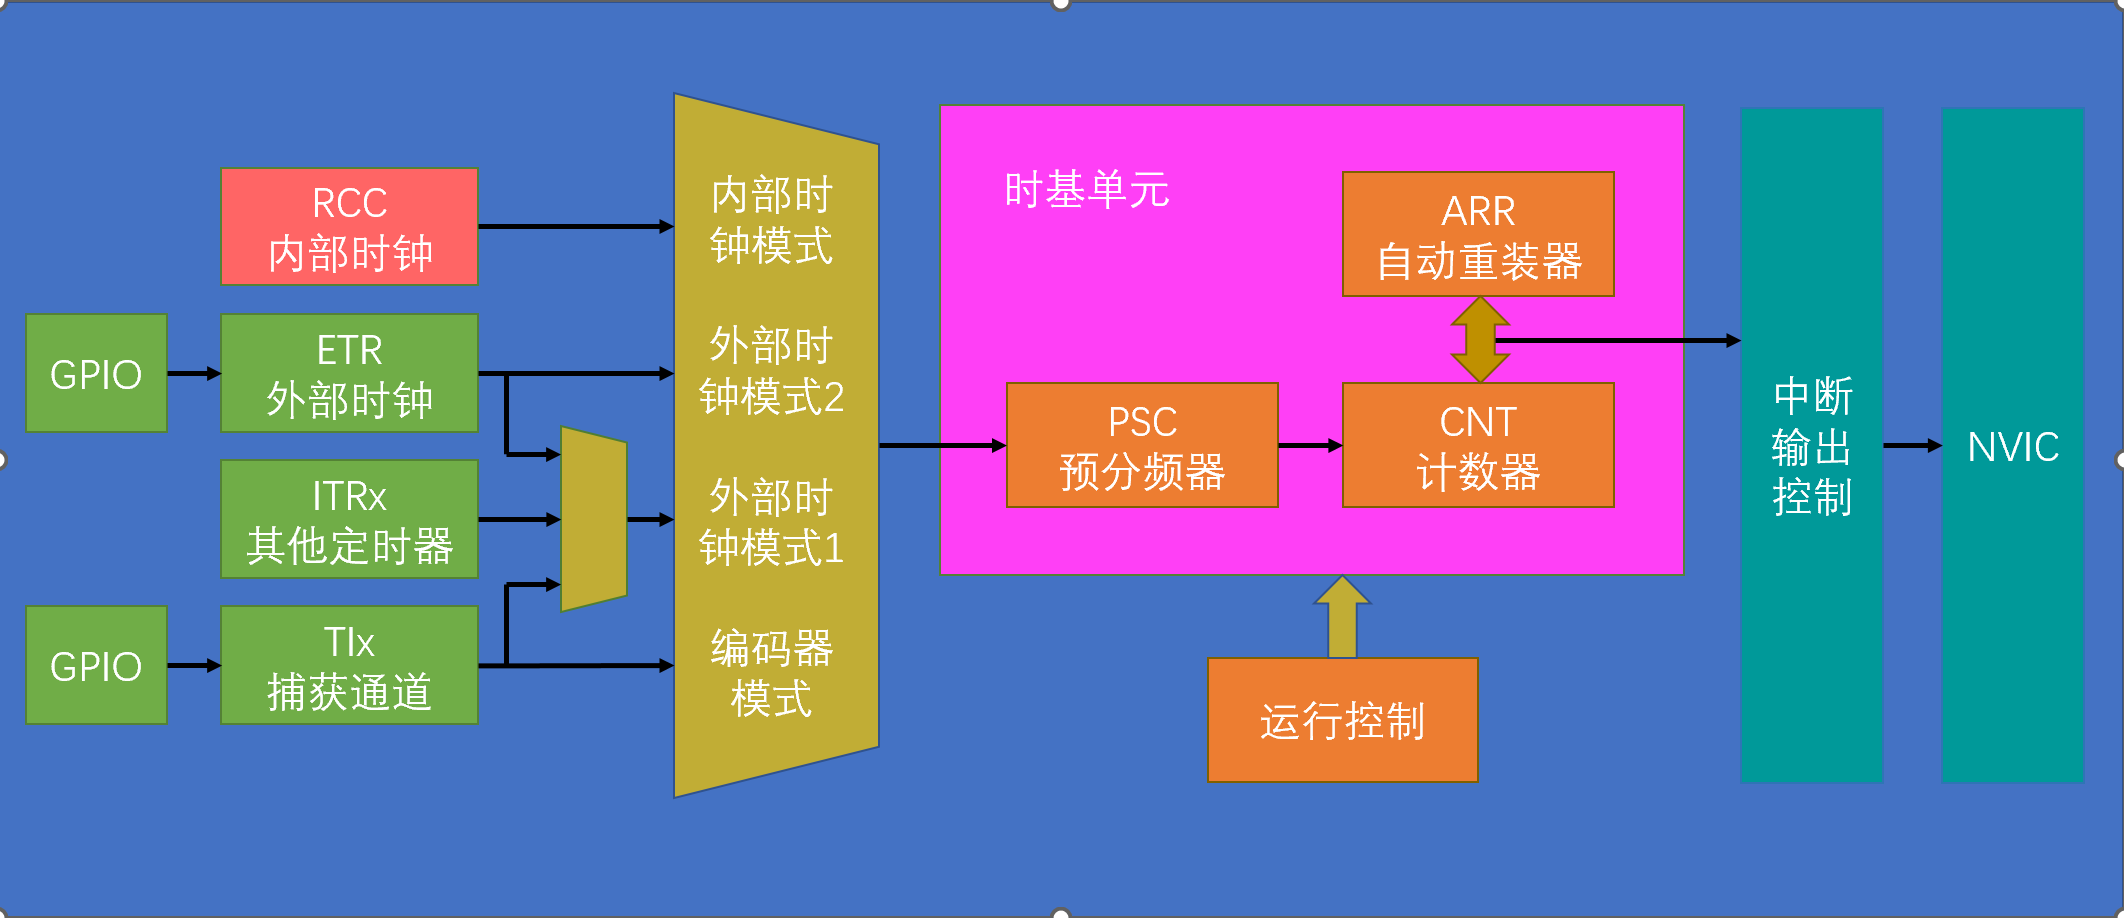 RCC
内部时钟
GPIO
ETR
外部时钟
ITRx
其他定时器
GPIO
TIx
捕获通道
内部时
钟模式
外部时
钟模式2
外部时
钟模式1
编码器
模式
时基单元
ARR
自动重装器
PSC
预分频器
CNT
计数器
运行控制
中断
输出
控制
NVIC